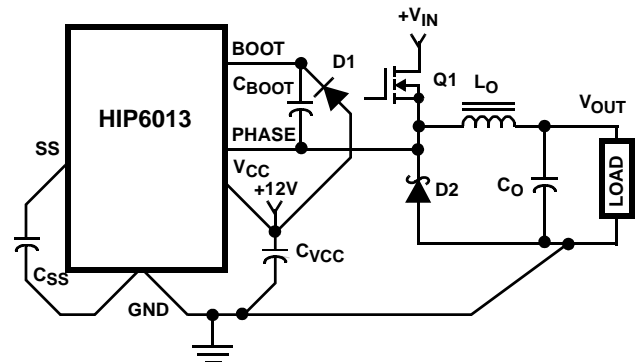 +VIN
BOOT
D1
CBOOT
Q1
LO
HIP6013
VOUT
SS
PHASE
VCC
+12V
D2
CO
LOAD
CSS
CVCC
GND